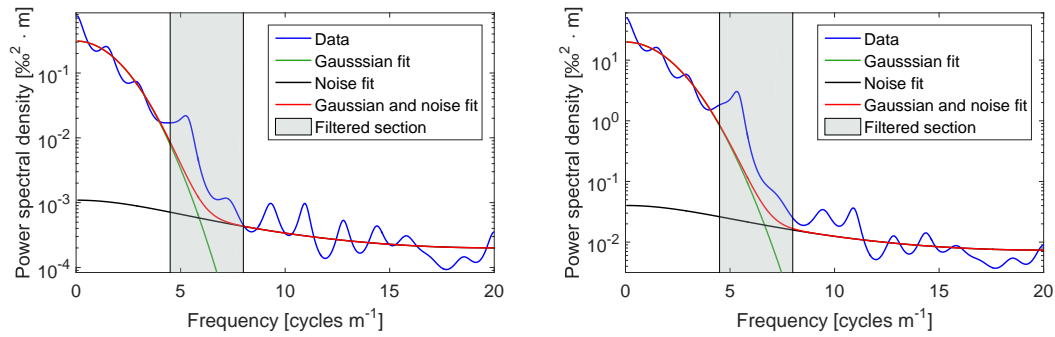 Power spectral density [‰² · m]
10⁻¹
10⁻²
10⁻³
10⁻⁴
0 5 10 15 20
Frequency [cycles m⁻¹]
Data
Gausssian fit
Noise fit
Gaussian and noise fit
Filtered section
Power spectral density [‰² · m]
10¹
10⁰
10⁻¹
10⁻²
0 5 10 15 20
Frequency [cycles m⁻¹]
Data
Gausssian fit
Noise fit
Gaussian and noise fit
Filtered section